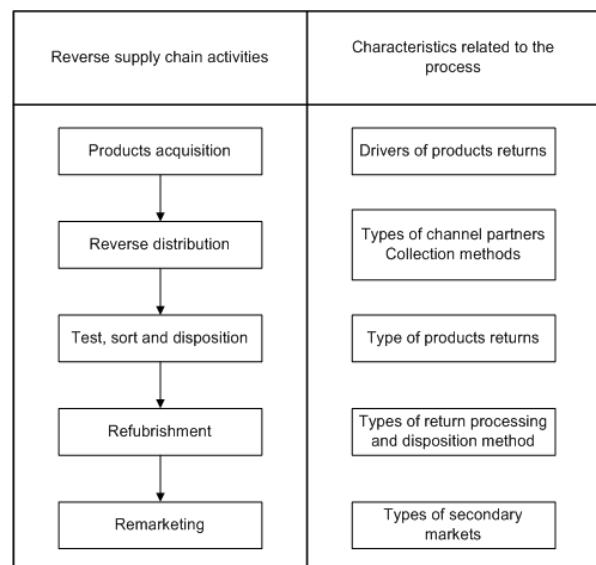 Reverse supply chain activities
Characteristics related to the
process
Products acquisition
Drivers of products returns
Reverse distribution
Types of channel partners
Collection methods
Test, sort and disposition
Type of products returns
Refubrishment
Types of return processing
and disposition method
Remarketing
Types of secondary
markets